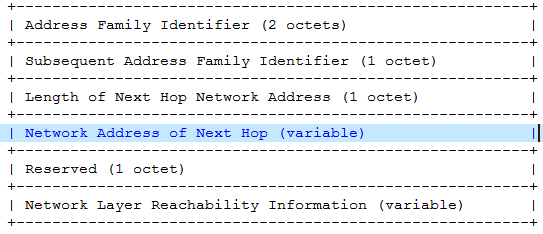 Address Family Identifier (2 octets)
Subsequent Address Family Identifier (1 octet)
Length of Next Hop Network Address (1 octet)
Network Address of Next Hop (variable)
Reserved (1 octet)
Network Layer Reachability Information (variable)